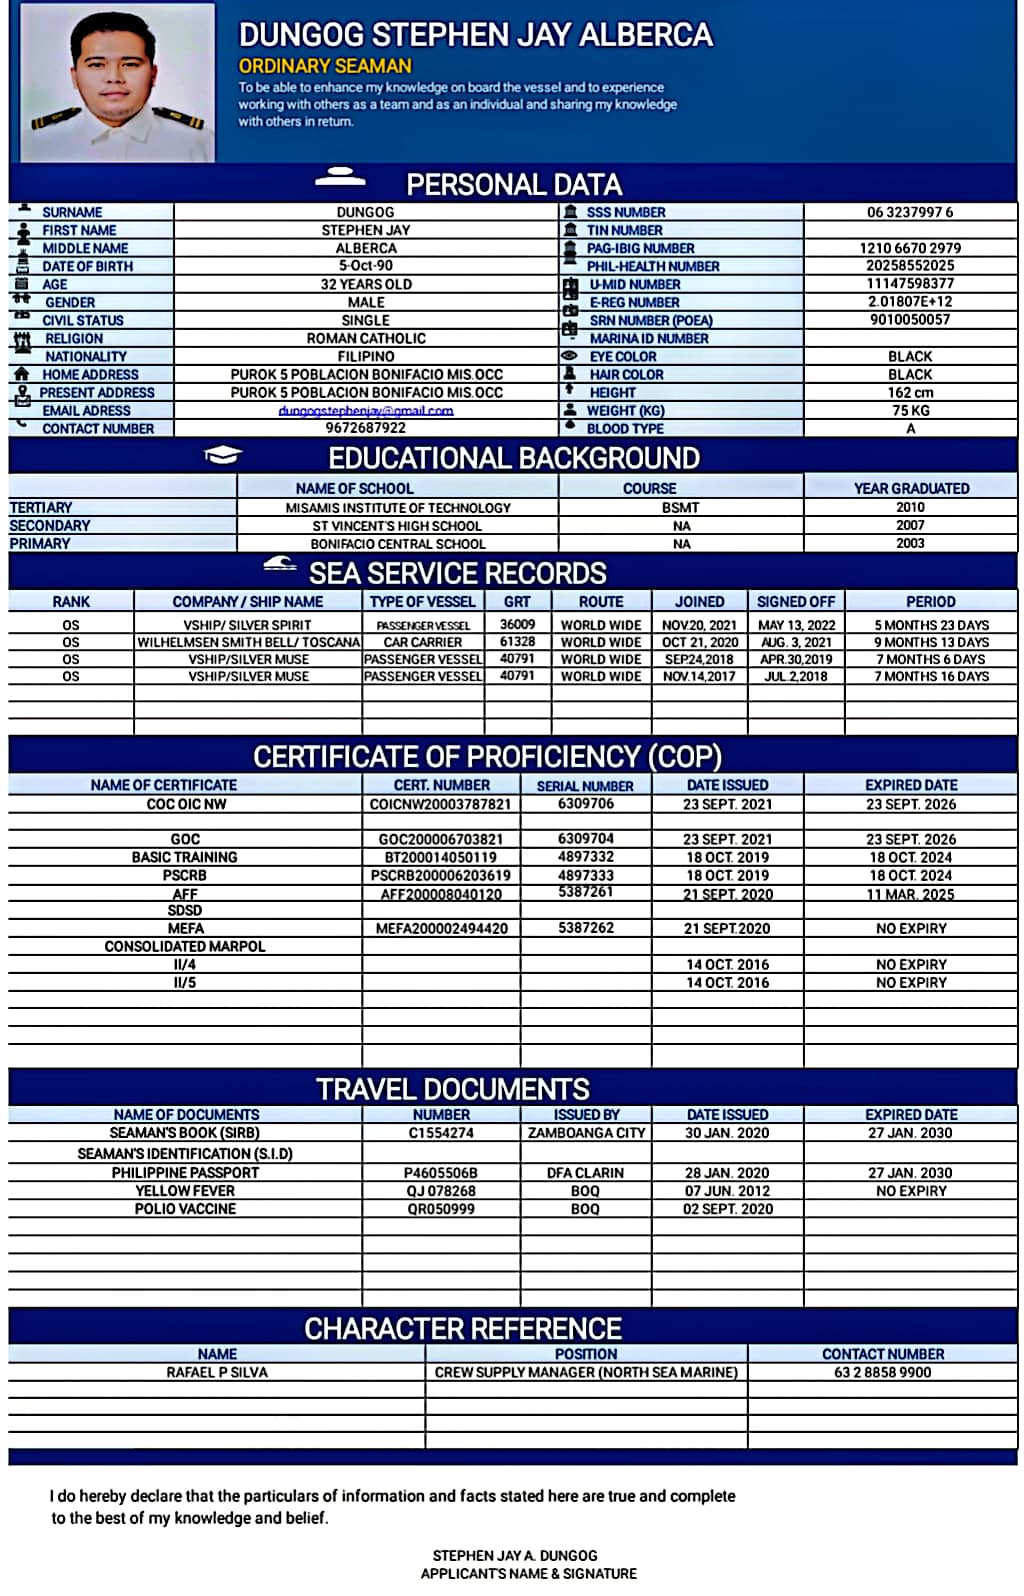 DUNGOG STEPHEN JAY ALBERCA
ORDINARY SEAMAN
To be able to enhance my knowledge on board the vessel and to experience
working with others as a team and as an individual and sharing my knowledge
with others in return.
PERSONAL DATA
SURNAME DUNGOG SSS NUMBER 06 3237997 6
FIRST NAME STEPHEN JAY TIN NUMBER
MIDDLE NAME ALBERCA PAG-IBIG NUMBER 1210 6670 2979
DATE OF BIRTH 5-Oct-90 PHIL-HEALTH NUMBER 20258552025
AGE 32 YEARS OLD U-MID NUMBER 11147598377
GENDER MALE E-REG NUMBER 2.01807E+12
CIVIL STATUS SINGLE SRN NUMBER (POEA) 9010050057
RELIGION ROMAN CATHOLIC MARINA ID NUMBER
NATIONALITY FILIPINO EYE COLOR BLACK
HOME ADDRESS PUROK 5 POBLACION BONIFACIO MIS.OCC HAIR COLOR BLACK
PRESENT ADDRESS PUROK 5 POBLACION BONIFACIO MIS.OCC HEIGHT 162 cm
EMAIL ADRESS dungogstephenjay@gmail.com WEIGHT (KG) 75 KG
CONTACT NUMBER 9672687922 BLOOD TYPE A
EDUCATIONAL BACKGROUND
NAME OF SCHOOL COURSE YEAR GRADUATED
TERTIARY MISAMIS INSTITUTE OF TECHNOLOGY BSMT 2010
SECONDARY ST VINCENT'S HIGH SCHOOL NA 2007
PRIMARY BONIFACIO CENTRAL SCHOOL NA 2003
SEA SERVICE RECORDS
RANK COMPANY / SHIP NAME TYPE OF VESSEL GRT ROUTE JOINED SIGNED OFF PERIOD
OS VSHIP/ SILVER SPIRIT PASSENGER VESSEL 36009 WORLD WIDE NOV20, 2021 MAY 13, 2022 5 MONTHS 23 DAYS
OS WILHELMSEN SMITH BELL/ TOSCANA CAR CARRIER 61328 WORLD WIDE OCT 21, 2020 AUG. 3, 2021 9 MONTHS 13 DAYS
OS VSHIP/SILVER MUSE PASSENGER VESSEL 40791 WORLD WIDE SEP.24,2018 APR.30,2019 7 MONTHS 6 DAYS
OS VSHIP/SILVER MUSE PASSENGER VESSEL 40791 WORLD WIDE NOV.14,2017 JUL.2,2018 7 MONTHS 16 DAYS
CERTIFICATE OF PROFICIENCY (COP)
NAME OF CERTIFICATE CERT. NUMBER SERIAL NUMBER DATE ISSUED EXPIRED DATE
COC OIC NW COICNW20003787821 6309706 23 SEPT. 2021 23 SEPT. 2026
GOC GOC200006703821 6309704 23 SEPT. 2021 23 SEPT. 2026
BASIC TRAINING BT200014050119 4897332 18 OCT. 2019 18 OCT. 2024
PSCRB PSCRB200006203619 4897333 18 OCT. 2019 18 OCT. 2024
AFF AFF200008040120 5387261 21 SEPT. 2020 11 MAR. 2025
SDSD
MEFA MEFA200002494420 5387262 21 SEPT.2020 NO EXPIRY
CONSOLIDATED MARPOL
II/4 14 OCT. 2016 NO EXPIRY
II/5 14 OCT. 2016 NO EXPIRY
TRAVEL DOCUMENTS
NAME OF DOCUMENTS NUMBER ISSUED BY DATE ISSUED EXPIRED DATE
SEAMAN'S BOOK (SIRB) C1554274 ZAMBOANGA CITY 30 JAN. 2020 27 JAN. 2030
SEAMAN'S IDENTIFICATION (S.I.D)
PHILIPPINE PASSPORT P4605506B DFA CLARIN 28 JAN. 2020 27 JAN. 2030
YELLOW FEVER QJ 078268 BOQ 07 JUN. 2012 NO EXPIRY
POLIO VACCINE QR050999 BOQ 02 SEPT. 2020
CHARACTER REFERENCE
NAME POSITION CONTACT NUMBER
RAFAEL P SILVA CREW SUPPLY MANAGER (NORTH SEA MARINE) 63 2 8858 9900
I do hereby declare that the particulars of information and facts stated here are true and complete
to the best of my knowledge and belief.
STEPHEN JAY A. DUNGOG
APPLICANT'S NAME & SIGNATURE